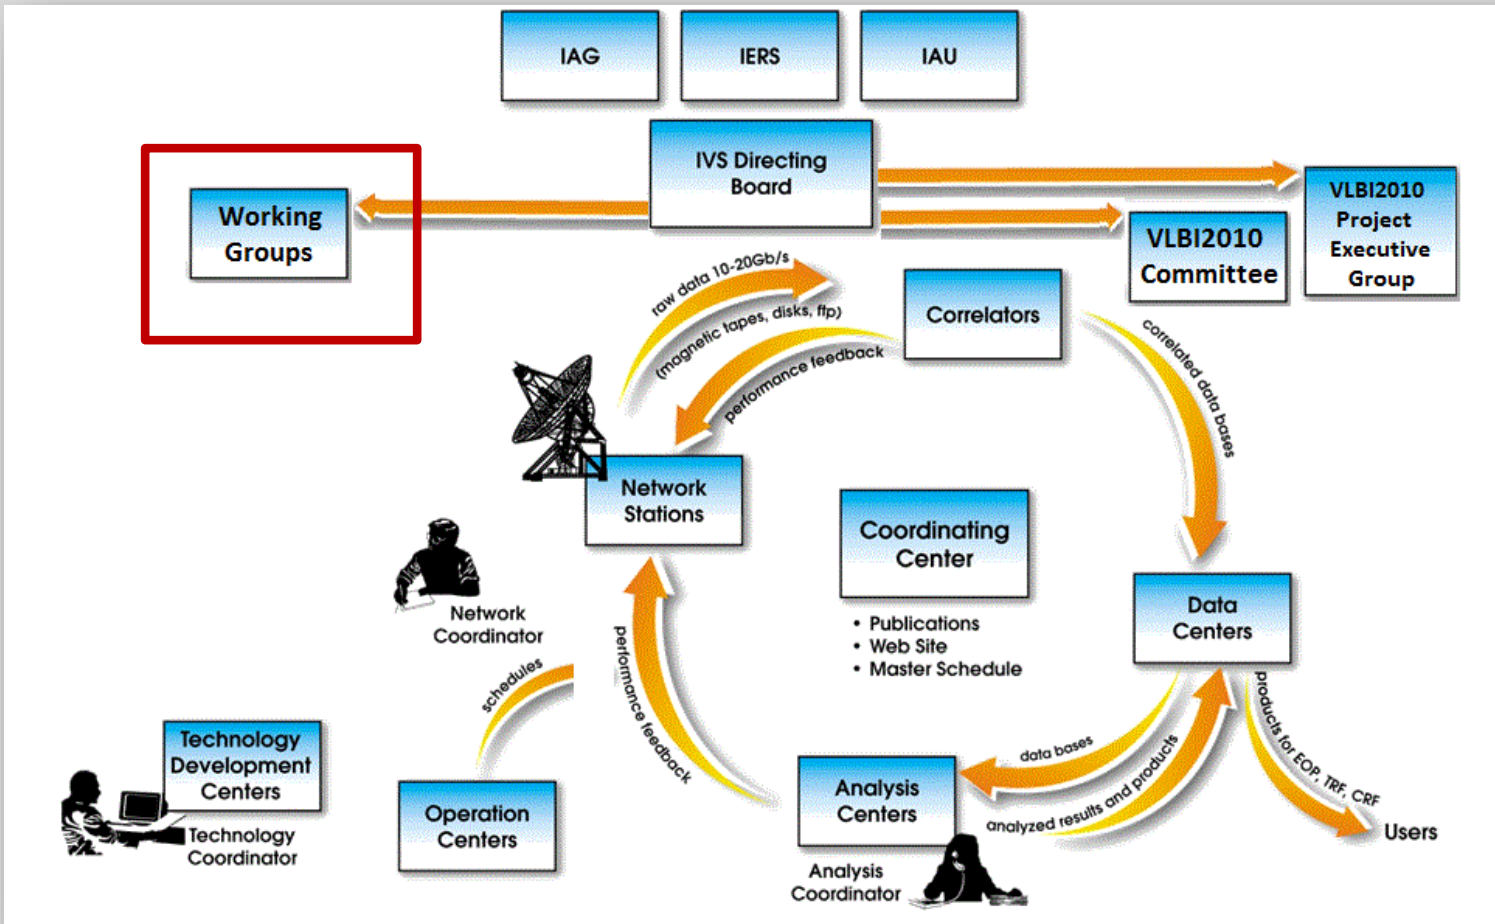 IAG
IERS
IAU
IVS Directing
Board
Working
Groups
VLBI2010
Committee
VLBI2010
Project
Executive
Group
raw data 10-20Gb/s
(magnetic tapes, disks, ftp)
performance feedback
Correlators
correlated data bases
Network
Stations
Coordinating
Center
• Publications
• Web Site
• Master Schedule
Data
Centers
Network
Coordinator
schedules
performance feedback
Technology
Development
Centers
Technology
Coordinator
Operation
Centers
Analysis
Centers
Analysis
Coordinator
data bases
analyzed results and products
products for EOP, TRF, CRF
Users